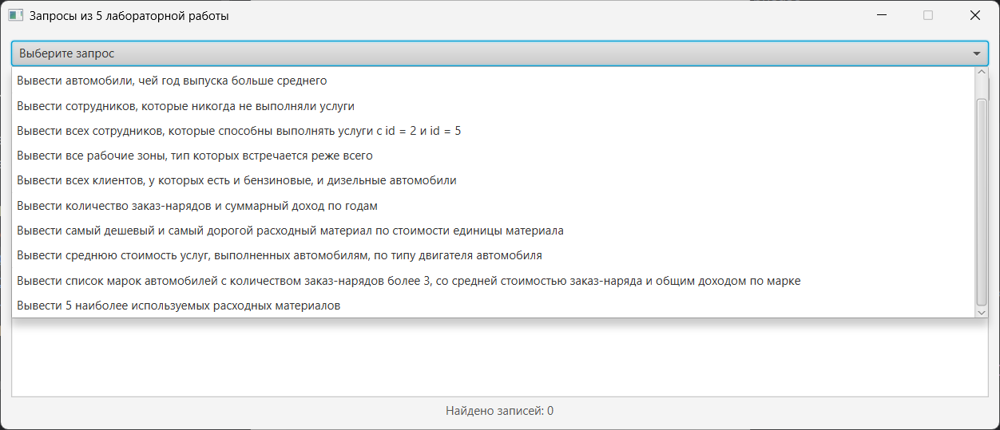 Запросы из 5 лабораторной работы
Выберите запрос
Вывести автомобили, чей год выпуска больше среднего
Вывести сотрудников, которые никогда не выполняли услуги
Вывести всех сотрудников, которые способны выполнять услуги с id = 2 и id = 5
Вывести все рабочие зоны, тип которых встречается реже всего
Вывести всех клиентов, у которых есть и бензиновые, и дизельные автомобили
Вывести количество заказ-нарядов и суммарный доход по годам
Вывести самый дешевый и самый дорогой расходный материал по стоимости единицы материала
Вывести среднюю стоимость услуг, выполненных автомобилям, по типу двигателя автомобиля
Вывести список марок автомобилей с количеством заказ-нарядов более 3, со средней стоимостью заказ-наряда и общим доходом по марке
Вывести 5 наиболее используемых расходных материалов
Найдено записей: 0